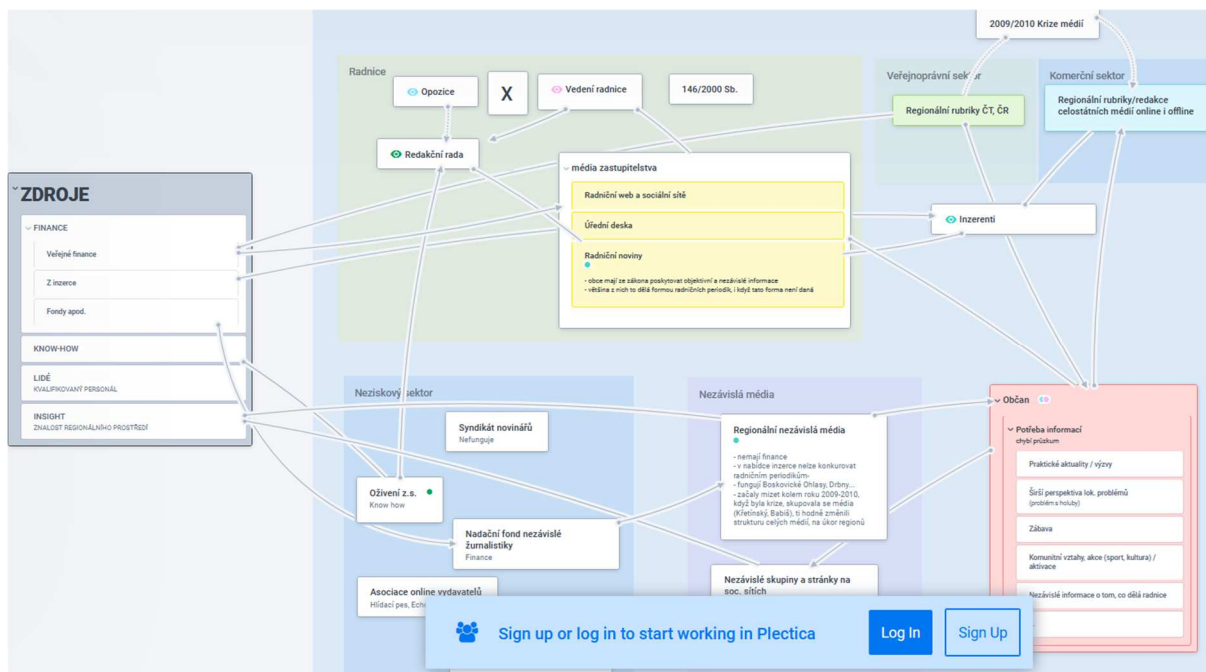 2009/2010 Krize médií
Radnice
Opozice
X
Vedení radnice
146/2000 Sb.
Redakční rada
média zastupitelstva
Radniční web a sociální sítě
Úřední deska
Radniční noviny
- obce mají ze zákona poskytovat objektivní a nezávislé informace
- většina z nich to dělá formou radničních periodik, i když tato forma není daná
Veřejnoprávní sektor
Regionální rubriky ČT, ČR
Komerční sektor
Regionální rubriky/redakce
celostátních médií online i offline
Inzerenti
ZDROJE
FINANCE
Veřejné finance
Z inzerce
Fondy apod.
KNOW-HOW
LIDÉ
KVALIFIKOVANÝ PERSONÁL
INSIGHT
ZNALOST REGIONÁLNÍHO PROSTŘEDÍ
Neziskový sektor
Syndikát novinářů
Nefunguje
Oživení z.s.
Know how
Nadační fond nezávislé
žurnalistiky
Finance
Asociace online vydavatelů
Hlídací pes,
Nezávislá média
Regionální nezávislá média
- nemají finance
- v nabídce inzerce nelze konkurovat
radničním periodikům-
- fungují Boskovické Ohlasy, Drbny...
- začaly mizet kolem roku 2009-2010,
když byla krize, skupovala se média
(Křetínský, Babiš), ti hodně změnili
strukturu celých médií, na úkor regionů
Nezávislé skupiny a stránky na
soc. sítích
Občan
Potřeba informací
chybí průzkum
Praktické aktuality / výzvy
Širší perspektiva lok. problémů
(problém s holuby)
Zábava
Komunitní vztahy, akce (sport, kultura) /
aktivace
Nezávislé informace o tom, co dělá radnice
Sign up or log in to start working in Plectica
Log In
Sign Up